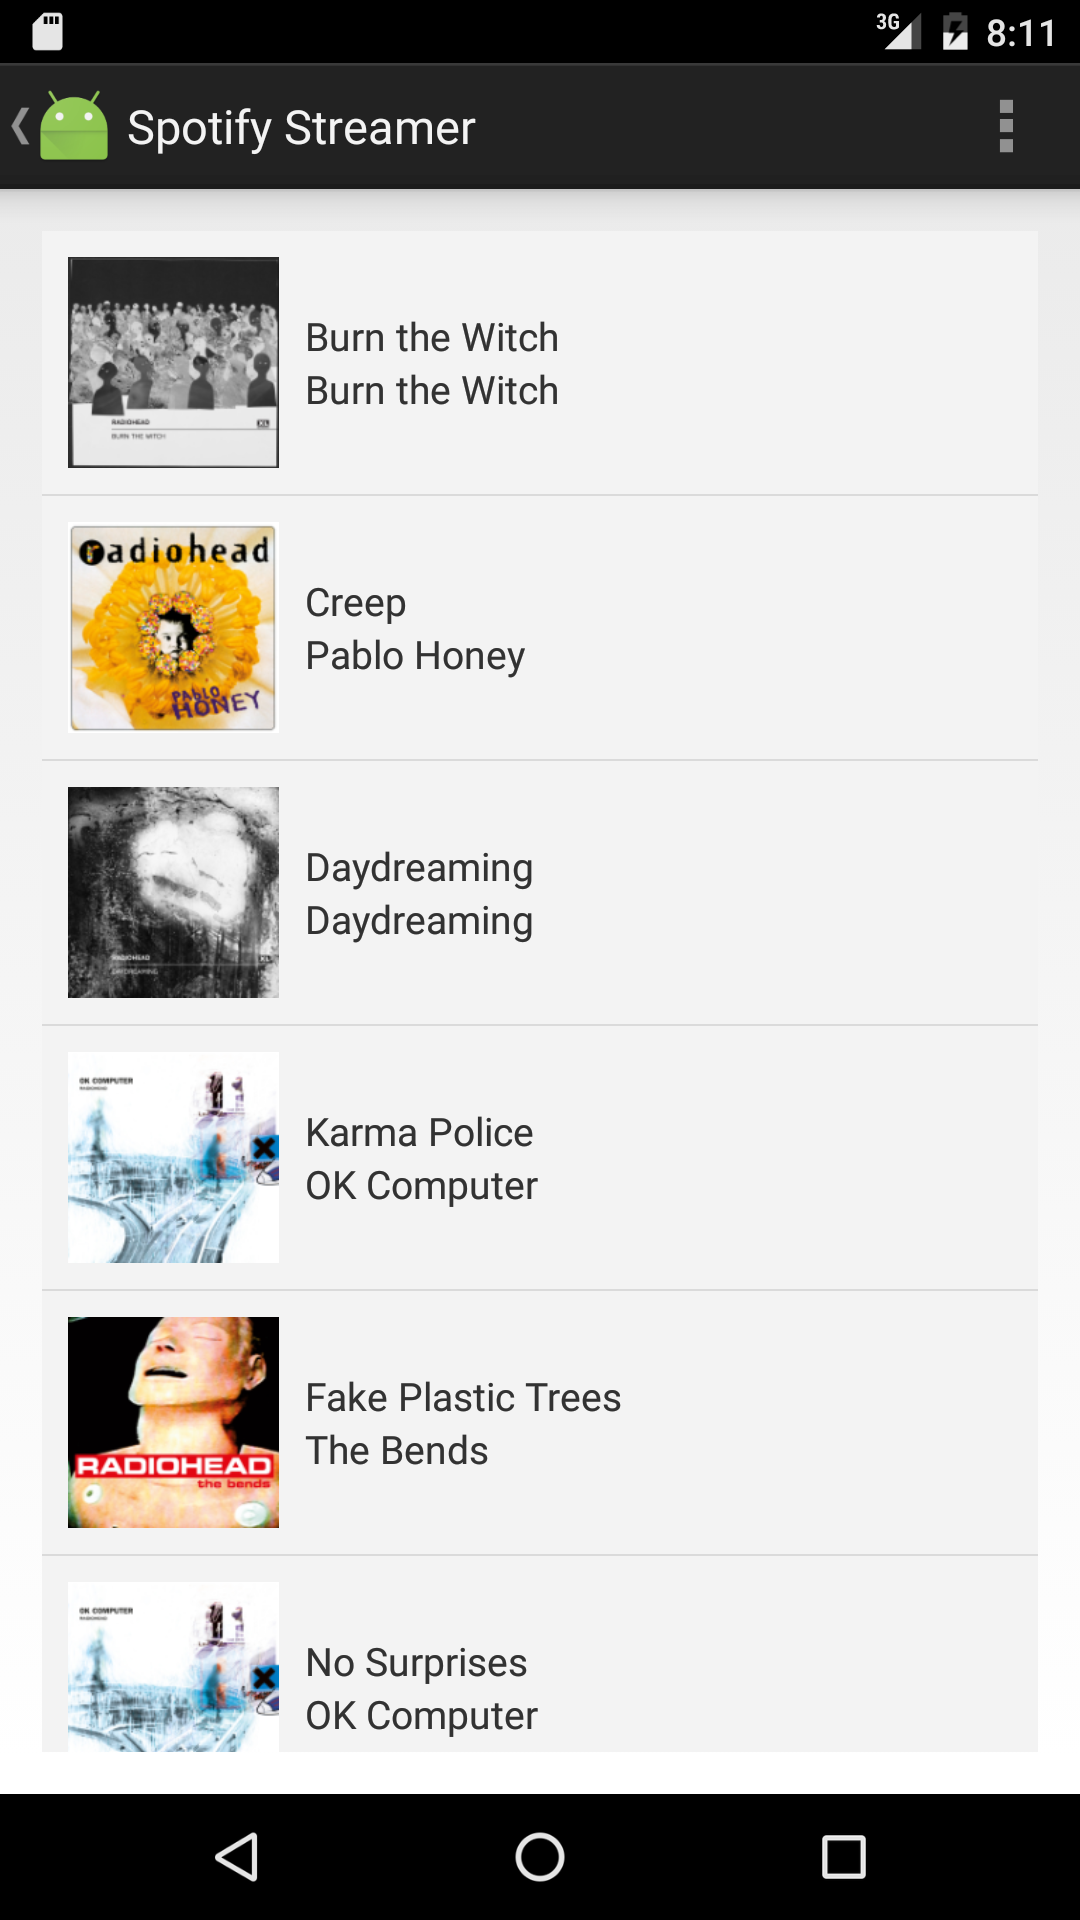 3G 8:11
Spotify Streamer
RADIOHEAD
XL
BURN THE WITCH
Burn the Witch
Burn the Witch
radiohead
PABLO
HONEY
Creep
Pablo Honey
RADIOHEAD
XL
DAYDREAMING
Daydreaming
Daydreaming
OK COMPUTER
RADIOHEAD
Karma Police
OK Computer
RADIOHEAD
the bends
Fake Plastic Trees
The Bends
OK COMPUTER
RADIOHEAD
No Surprises
OK Computer